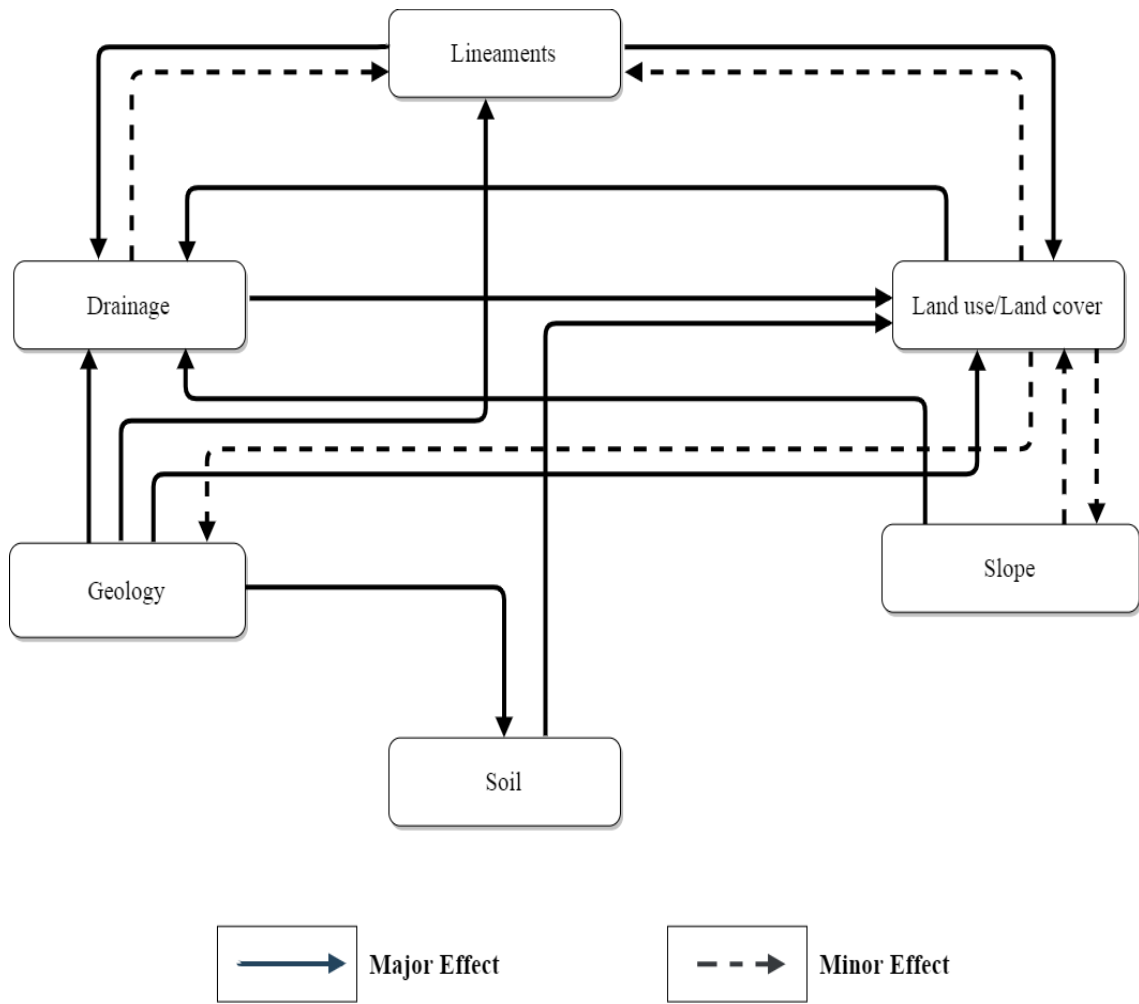 Lineaments
Drainage
Land use/Land cover
Geology
Slope
Soil
Major Effect
Minor Effect